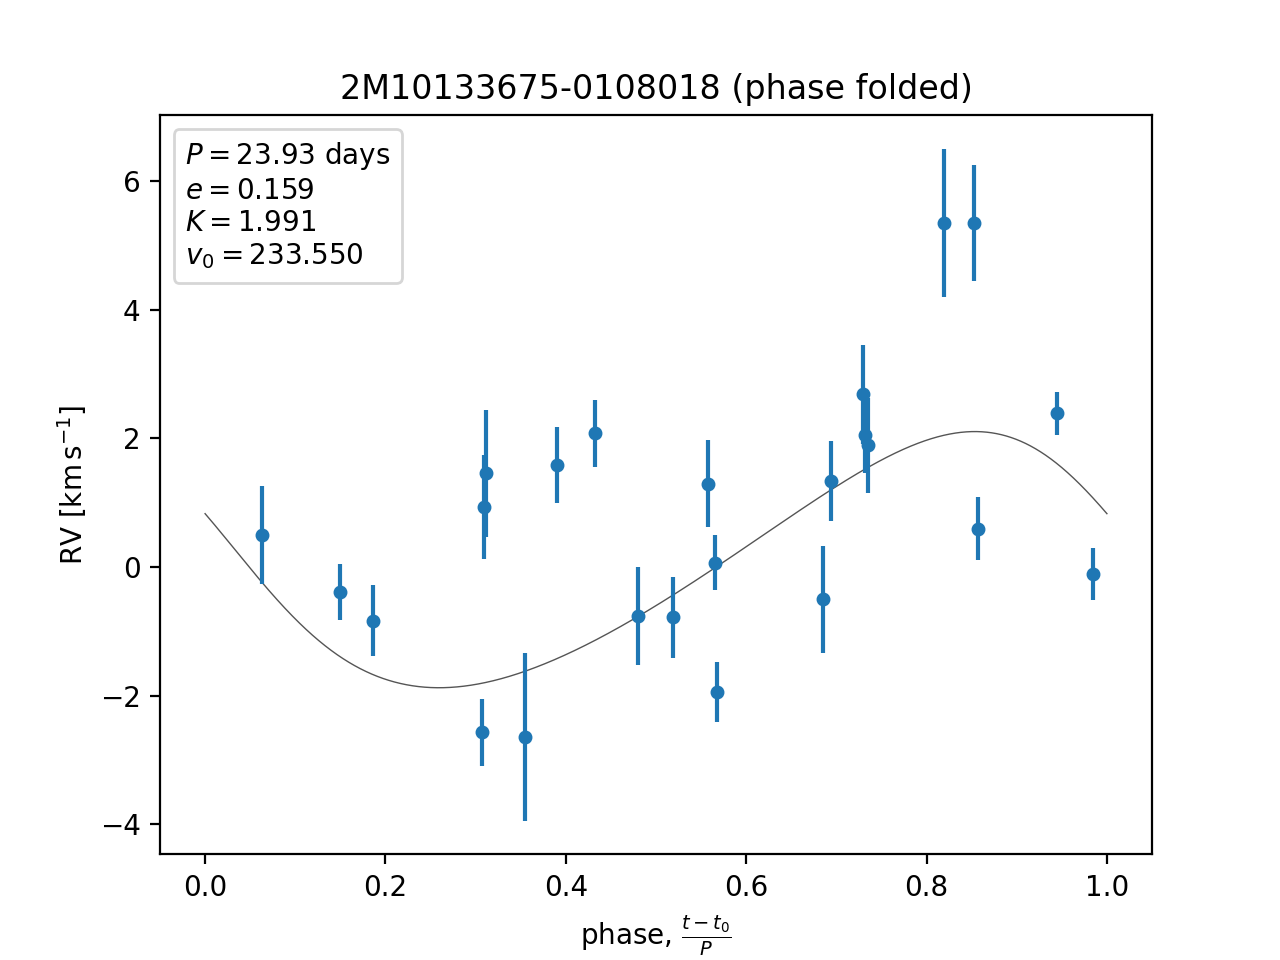 2M10133675-0108018 (phase folded)
P = 23.93 days
e = 0.159
K = 1.991
v₀ = 233.550
6
4
2
0
−2
−4
RV [km s⁻¹]
0.0 0.2 0.4 0.6 0.8 1.0
phase, (t − t₀)/P